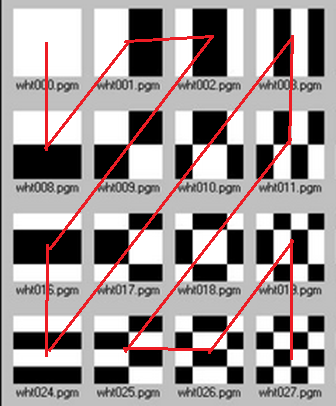 wht000.pgm wht001.pgm wht002.pgm wht003.pgm
wht008.pgm wht009.pgm wht010.pgm wht011.pgm
wht016.pgm wht017.pgm wht018.pgm wht019.pgm
wht024.pgm wht025.pgm wht026.pgm wht027.pgm